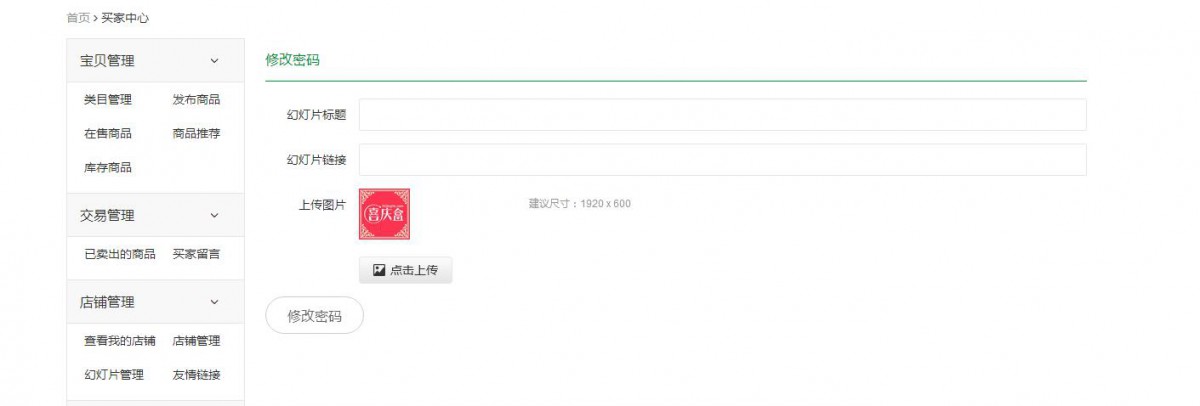 首页 > 买家中心
宝贝管理
类目管理 发布商品
在售商品 商品推荐
库存商品
交易管理
已卖出的商品 买家留言
店铺管理
查看我的店铺 店铺管理
幻灯片管理 友情链接
修改密码
幻灯片标题
幻灯片链接
上传图片
喜庆盒
建议尺寸：1920 x 600
点击上传
修改密码